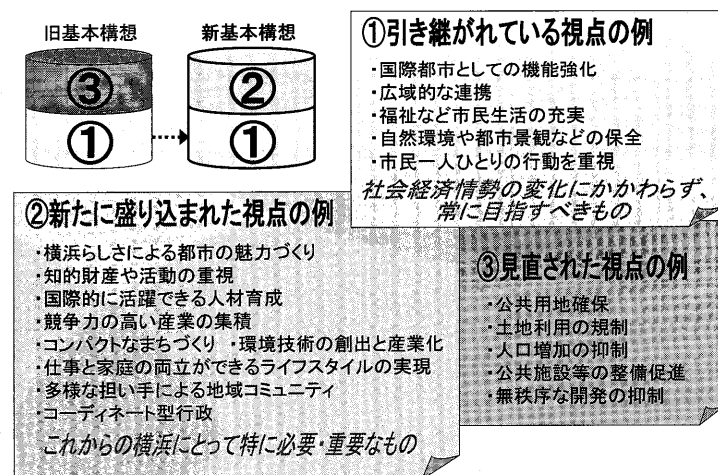 旧基本構想
新基本構想
③
①
②
①
①引き継がれている視点の例
・国際都市としての機能強化
・広域的な連携
・福祉など市民生活の充実
・自然環境や都市景観などの保全
・市民一人ひとりの行動を重視
社会経済情勢の変化にかかわらず、
常に目指すべきもの
②新たに盛り込まれた視点の例
・横浜らしさによる都市の魅力づくり
・知的財産や活動の重視
・国際的に活躍できる人材育成
・競争力の高い産業の集積
・コンパクトなまちづくり ・環境技術の創出と産業化
・仕事と家庭の両立ができるライフスタイルの実現
・多様な担い手による地域コミュニティ
・コーディネート型行政
これからの横浜にとって特に必要・重要なもの
③見直された視点の例
・公共用地確保
・土地利用の規制
・人口増加の抑制
・公共施設等の整備促進
・無秩序な開発の抑制